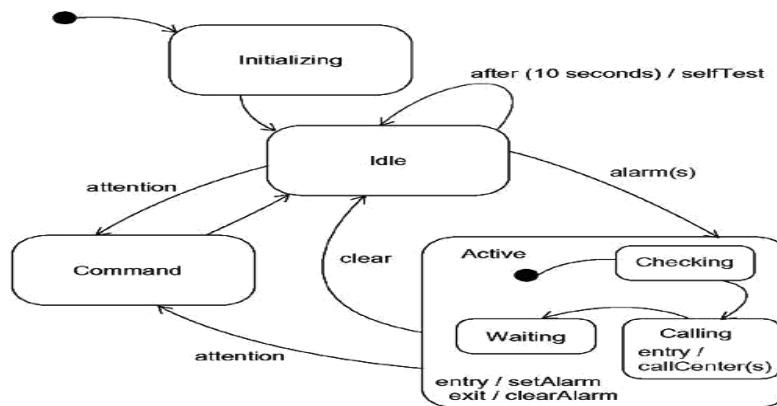 Initializing
after (10 seconds) / selfTest
Idle
attention
alarm(s)
Command
clear
Active
Checking
Waiting
Calling
entry /
callCenter(s)
attention
entry / setAlarm
exit / clearAlarm